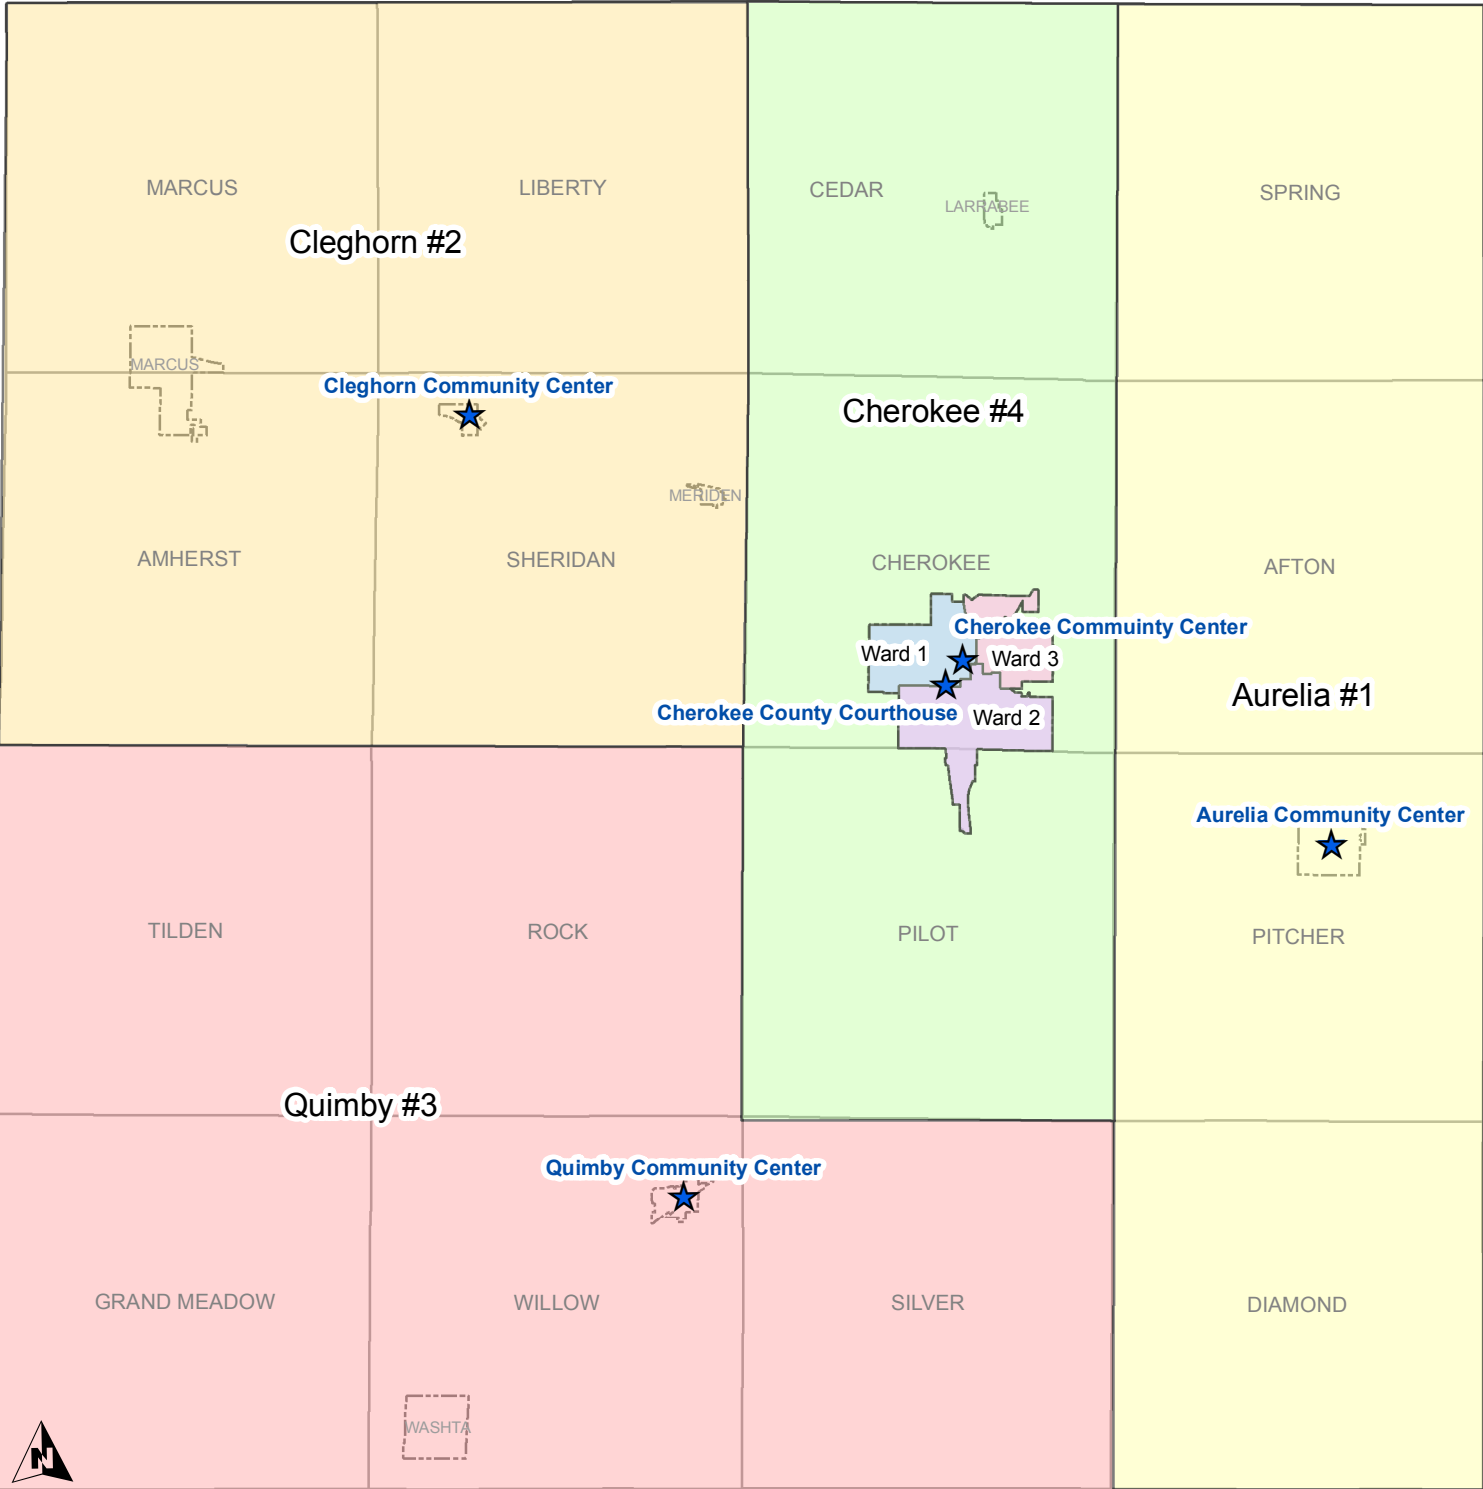 MARCUS
LIBERTY
CEDAR
LARRABEE
SPRING
Cleghorn #2
MARCUS
Cleghorn Community Center
Cherokee #4
MERIDEN
AMHERST
SHERIDAN
CHEROKEE
AFTON
Cherokee Commuinty Center
Ward 1
Ward 3
Aurelia #1
Cherokee County Courthouse
Ward 2
Aurelia Community Center
TILDEN
ROCK
PILOT
PITCHER
Quimby #3
Quimby Community Center
GRAND MEADOW
WILLOW
SILVER
DIAMOND
WASHTA
N